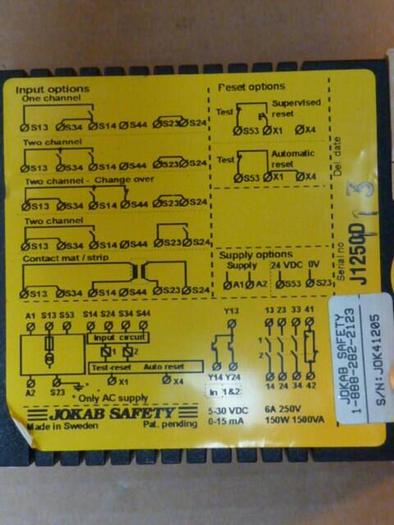 Input options
One channel
S13 S34 S14 S44 S23 S24
Two channel
S13 S34 S14 S44 S23 S24
Two channel - Change over
S13 S34 S14 S44 S23 S24
Two channel
S13 S34 S14 S44 S23 S24
Contact mat / strip
S13 S34 S14 S44 S23 S24
Reset options
Test Supervised
reset
S53 X1 X4
Test Automatic
reset
S53 X1 X4
Supply options
Supply 24 VDC 0V
A1 A2 S53 S23
Del. date
Serial no
J1250D
13
A1 S13 S53 S14 S24 S34 S44 Y13 13 23 33 41
Input circuit
1 2
Test-reset Auto reset
A2 S23 X1 X4 Y14 Y24 14 24 34 42
* Only AC supply
In 1&2
JOKAB SAFETY
Made in Sweden Pat. pending
5-30 VDC 6A 250V
0-15 mA 150W 1500VA
JOKAB SAFETY
1-888-282-2123
S/N: JOK41205